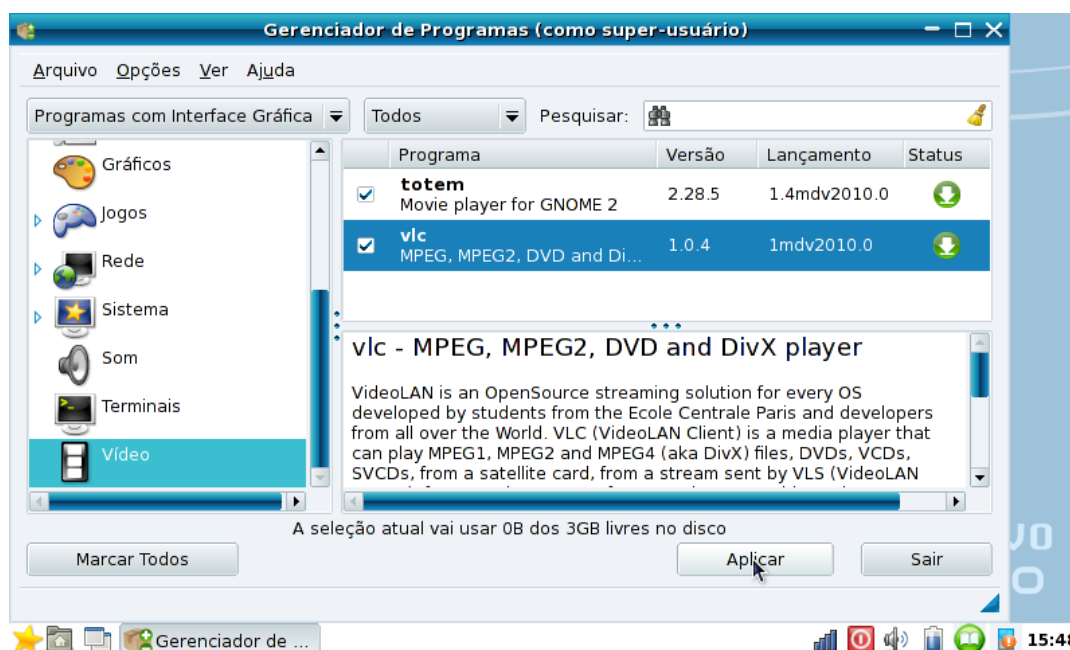 Gerenciador de Programas (como super-usuário)
Arquivo Opções Ver Ajuda
Programas com Interface Gráfica Todos Pesquisar:
Gráficos
Jogos
Rede
Sistema
Som
Terminais
Vídeo
Programa Versão Lançamento Status
totem 2.28.5 1.4mdv2010.0
Movie player for GNOME 2
vlc 1.0.4 1mdv2010.0
MPEG, MPEG2, DVD and Di...
vlc - MPEG, MPEG2, DVD and DivX player
VideoLAN is an OpenSource streaming solution for every OS
developed by students from the Ecole Centrale Paris and developers
from all over the World. VLC (VideoLAN Client) is a media player that
can play MPEG1, MPEG2 and MPEG4 (aka DivX) files, DVDs, VCDs,
SVCDs, from a satellite card, from a stream sent by VLS (VideoLAN
A seleção atual vai usar 0B dos 3GB livres no disco
Marcar Todos Aplicar Sair
Gerenciador de ... 15:48